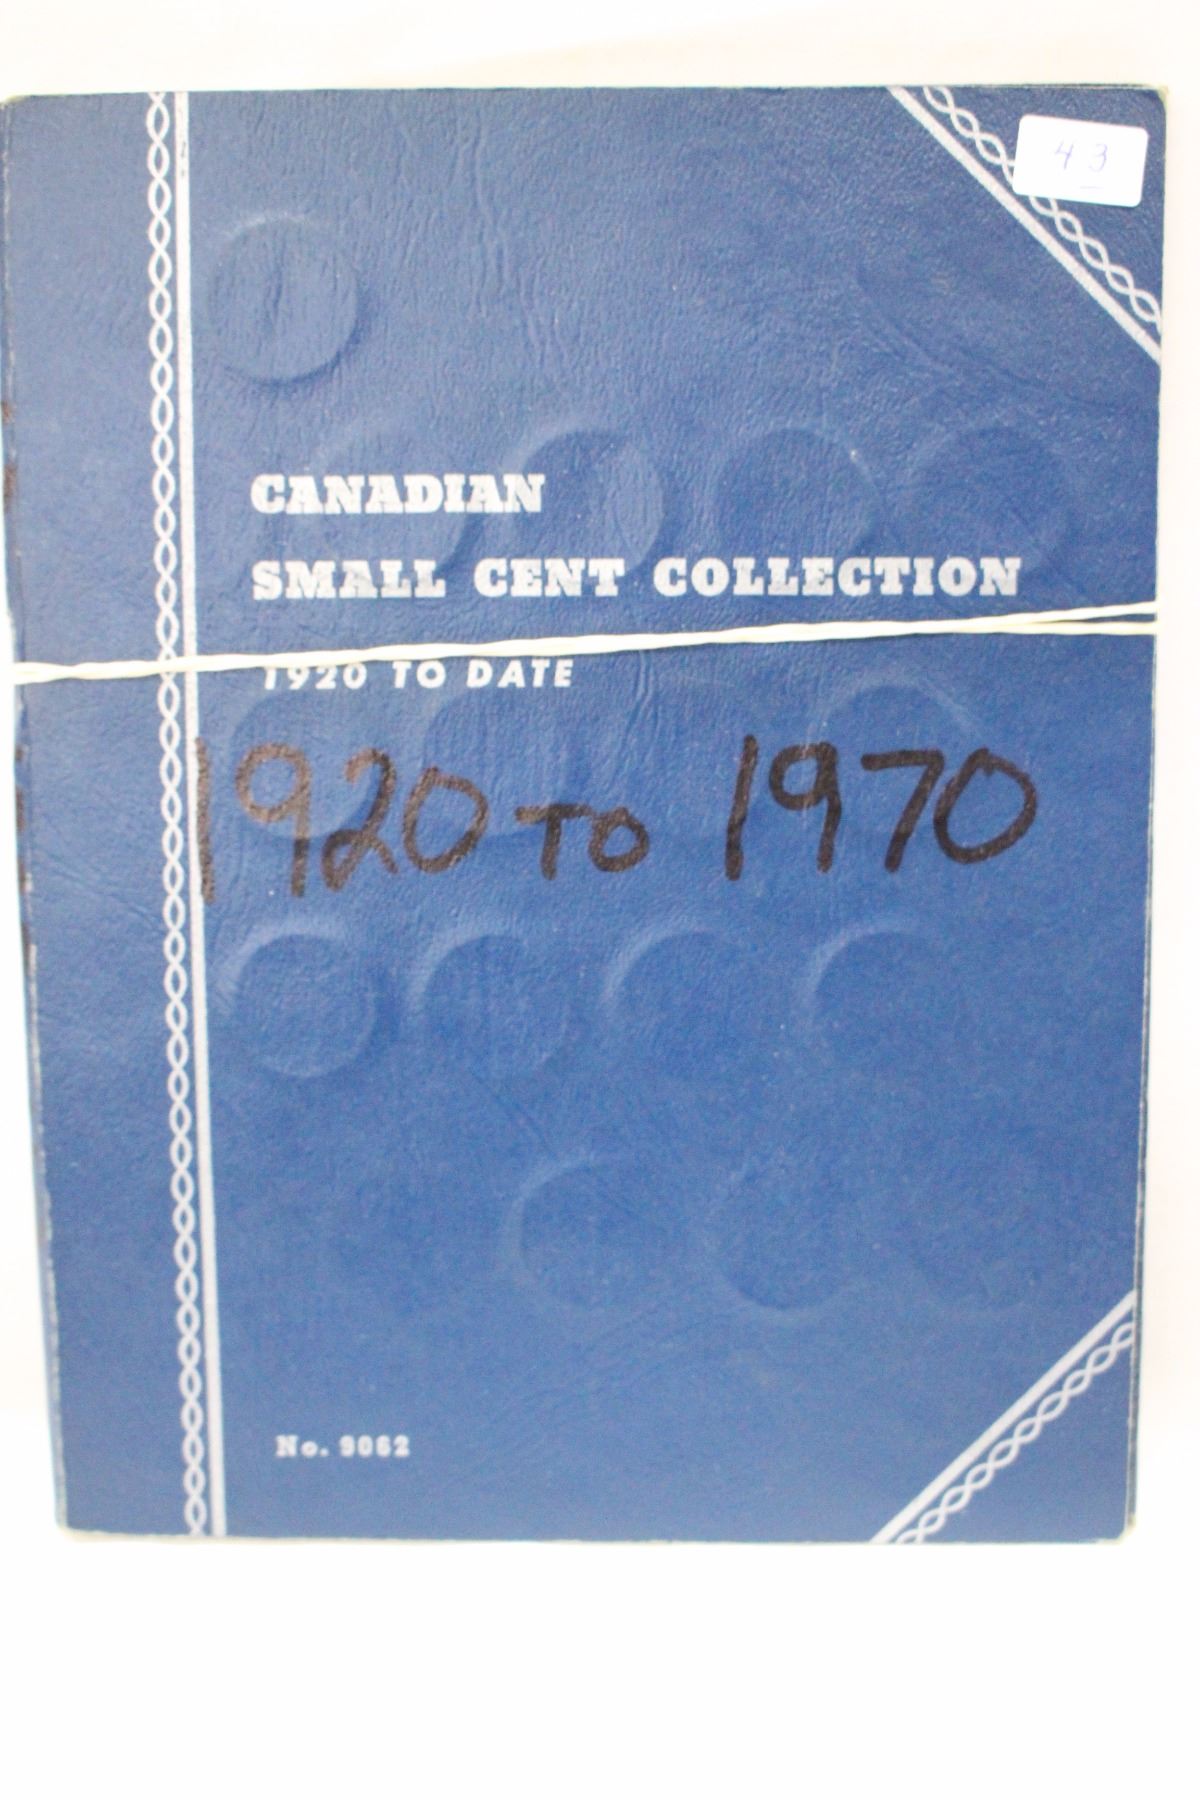 43
CANADIAN
SMALL CENT COLLECTION
1920 TO DATE
1920 TO 1970
No. 9062